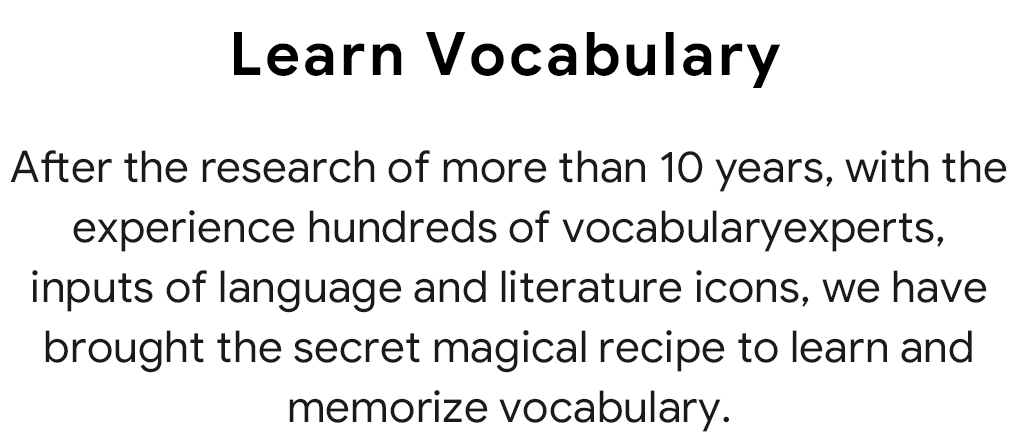 Learn Vocabulary
After the research of more than 10 years, with the
experience hundreds of vocabularyexperts,
inputs of language and literature icons, we have
brought the secret magical recipe to learn and
memorize vocabulary.